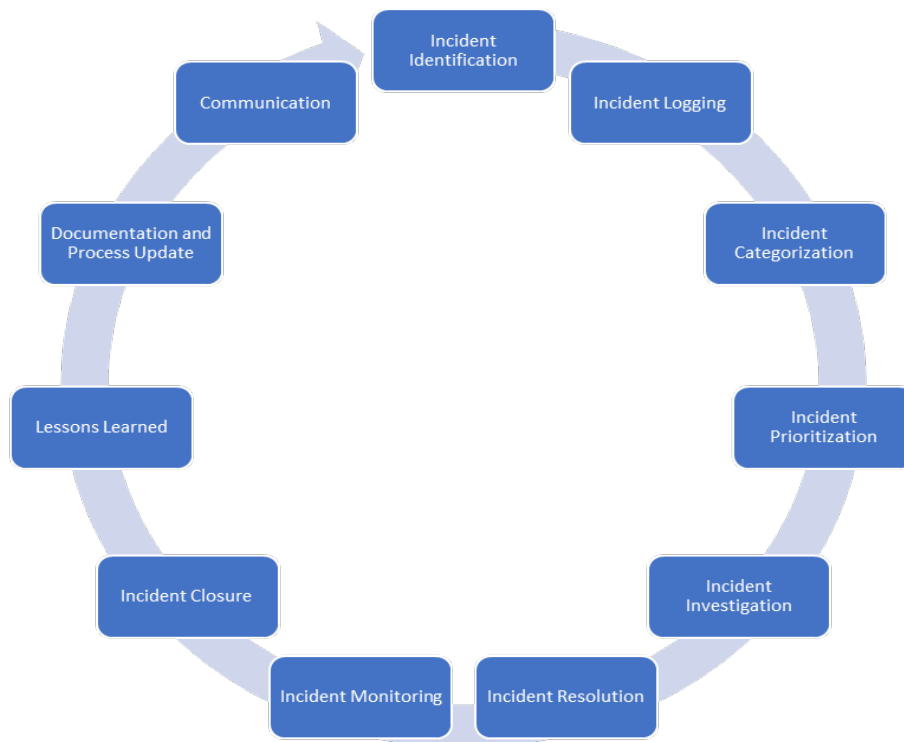 Incident
Identification
Incident Logging
Incident
Categorization
Incident
Prioritization
Incident
Investigation
Incident Resolution
Incident Monitoring
Incident Closure
Lessons Learned
Documentation and
Process Update
Communication